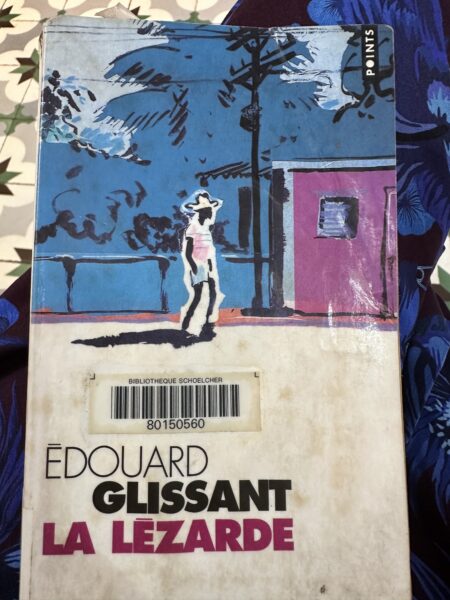 POINTS
BIBLIOTHEQUE SCHOELCHER
80150560
ÉDOUARD
GLISSANT
LA LÉZARDE